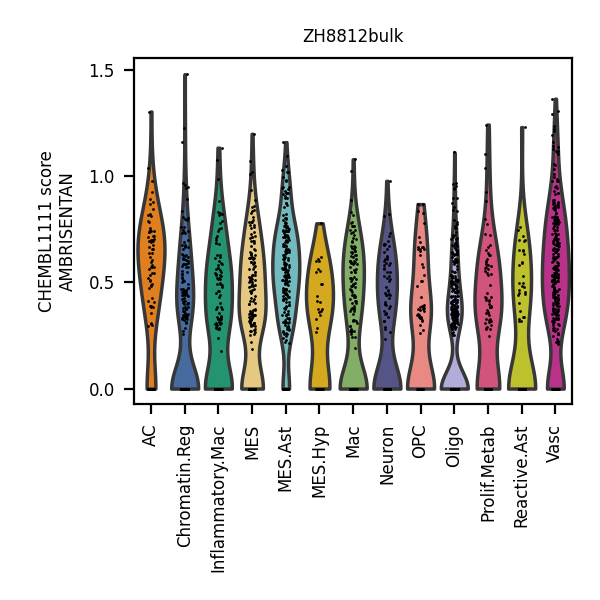 ZH8812bulk
CHEMBL1111 score
AMBRISENTAN
1.5
1.0
0.5
0.0
AC
Chromatin.Reg
Inflammatory.Mac
MES
MES.Ast
MES.Hyp
Mac
Neuron
OPC
Oligo
Prolif.Metab
Reactive.Ast
Vasc